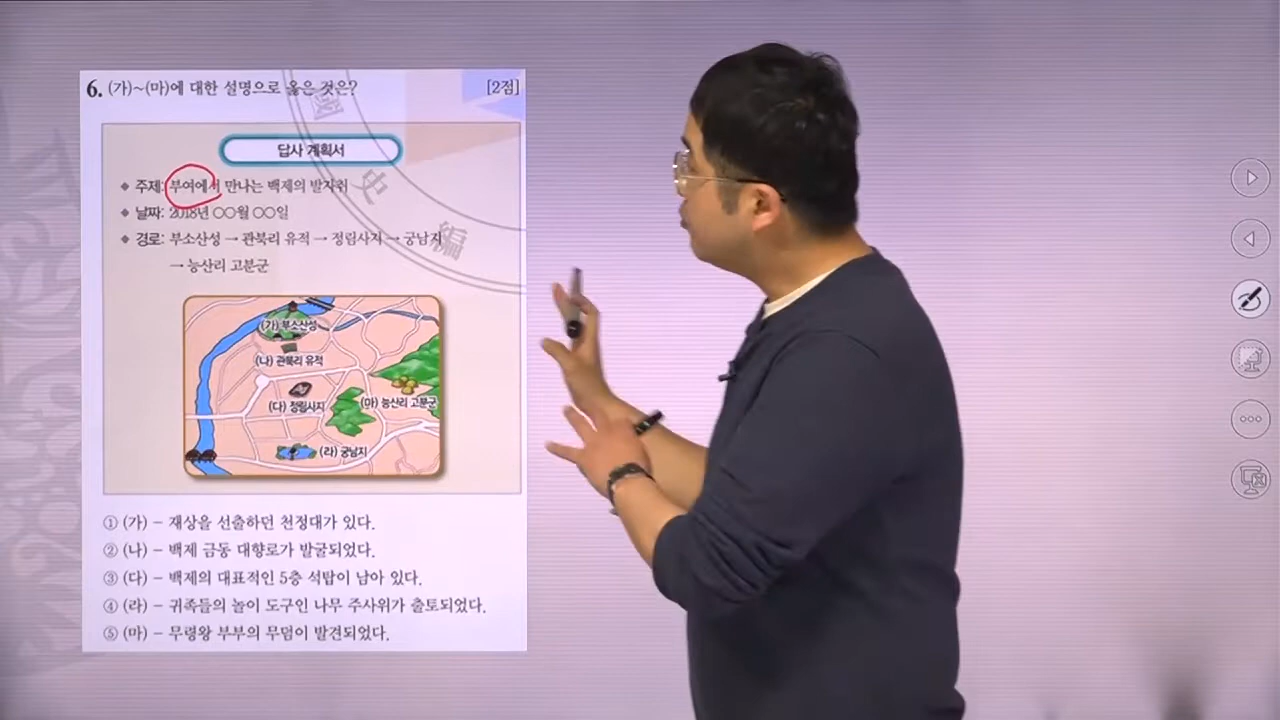 6. (가)~(마)에 대한 설명으로 옳은 것은? [2점]
답사 계획서
◆ 주제: 부여에서 만나는 백제의 발자취
◆ 날짜: 2018년 ○○월 ○○일
◆ 경로: 부소산성 → 관북리 유적 → 정림사지 → 궁남지
→ 능산리 고분군
(가) 부소산성
(나) 관북리 유적
(다) 정림사지
(마) 능산리 고분군
(라) 궁남지
① (가) - 재상을 선출하던 천정대가 있다.
② (나) - 백제 금동 대향로가 발굴되었다.
③ (다) - 백제의 대표적인 5층 석탑이 남아 있다.
④ (라) - 귀족들의 놀이 도구인 나무 주사위가 출토되었다.
⑤ (마) - 무령왕 부부의 무덤이 발견되었다.
國
史
編